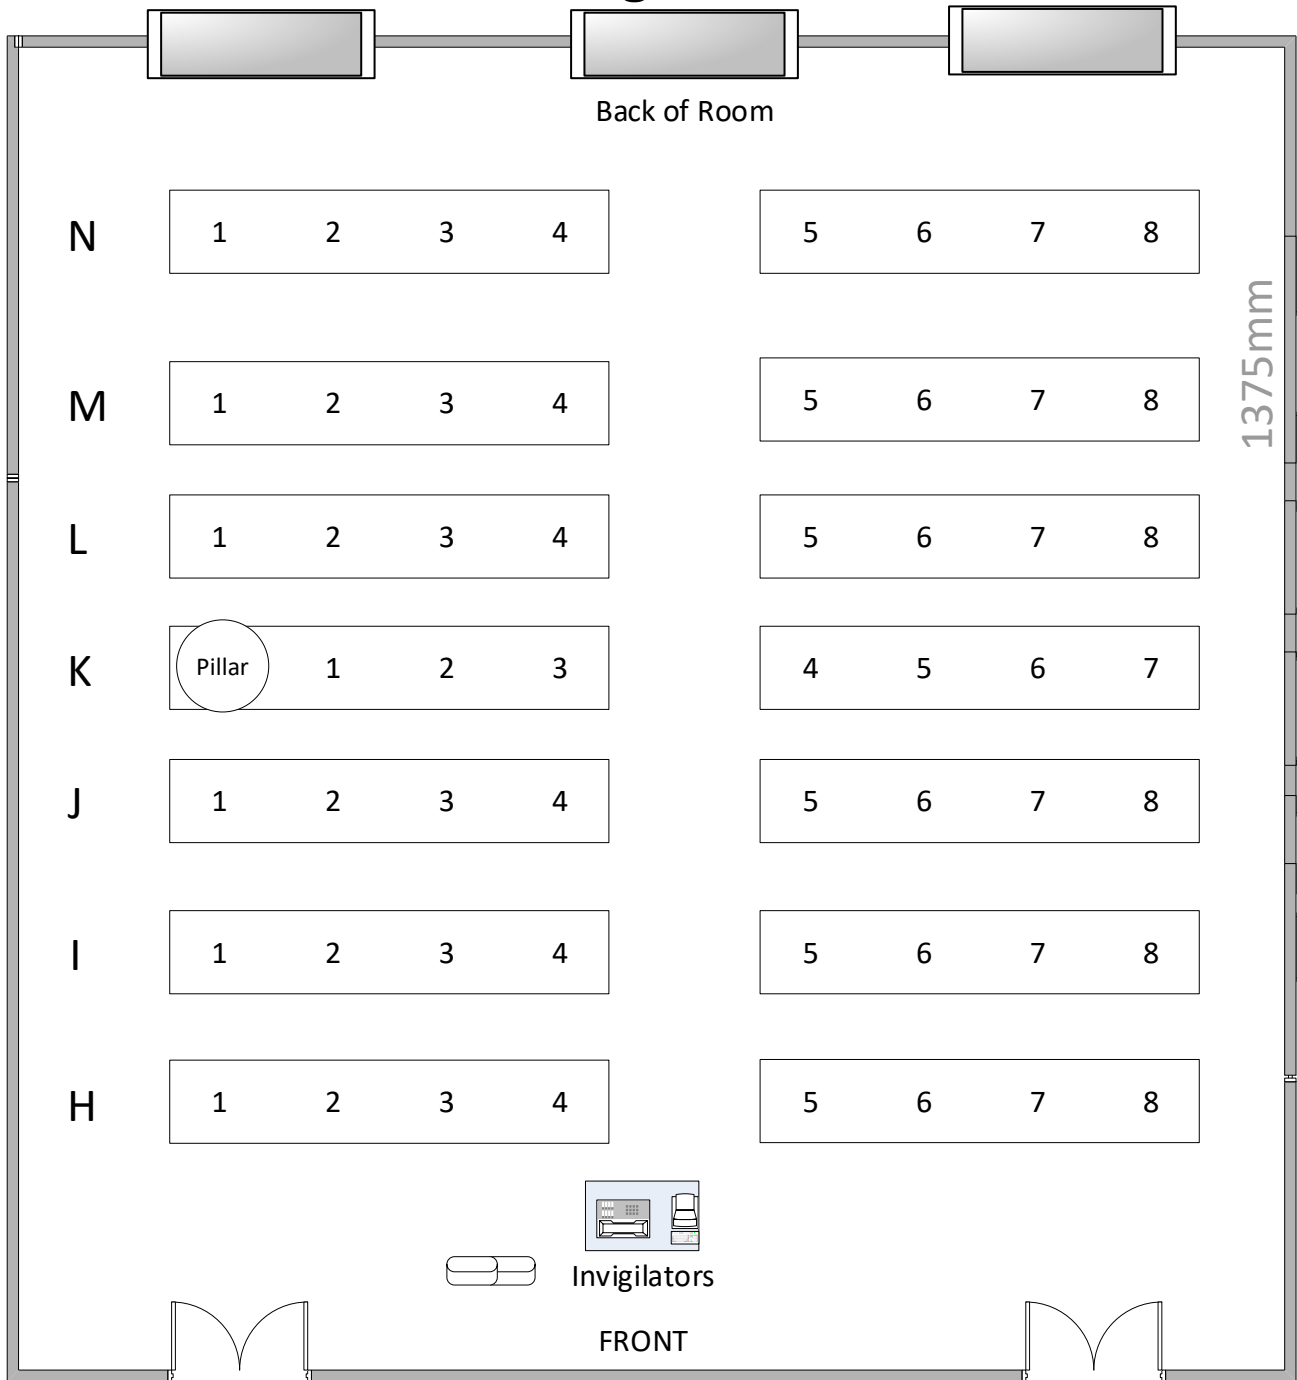 Back of Room
N 1 2 3 4 5 6 7 8
1375mm
M 1 2 3 4 5 6 7 8
L 1 2 3 4 5 6 7 8
K Pillar 1 2 3 4 5 6 7
J 1 2 3 4 5 6 7 8
I 1 2 3 4 5 6 7 8
H 1 2 3 4 5 6 7 8
Invigilators
FRONT